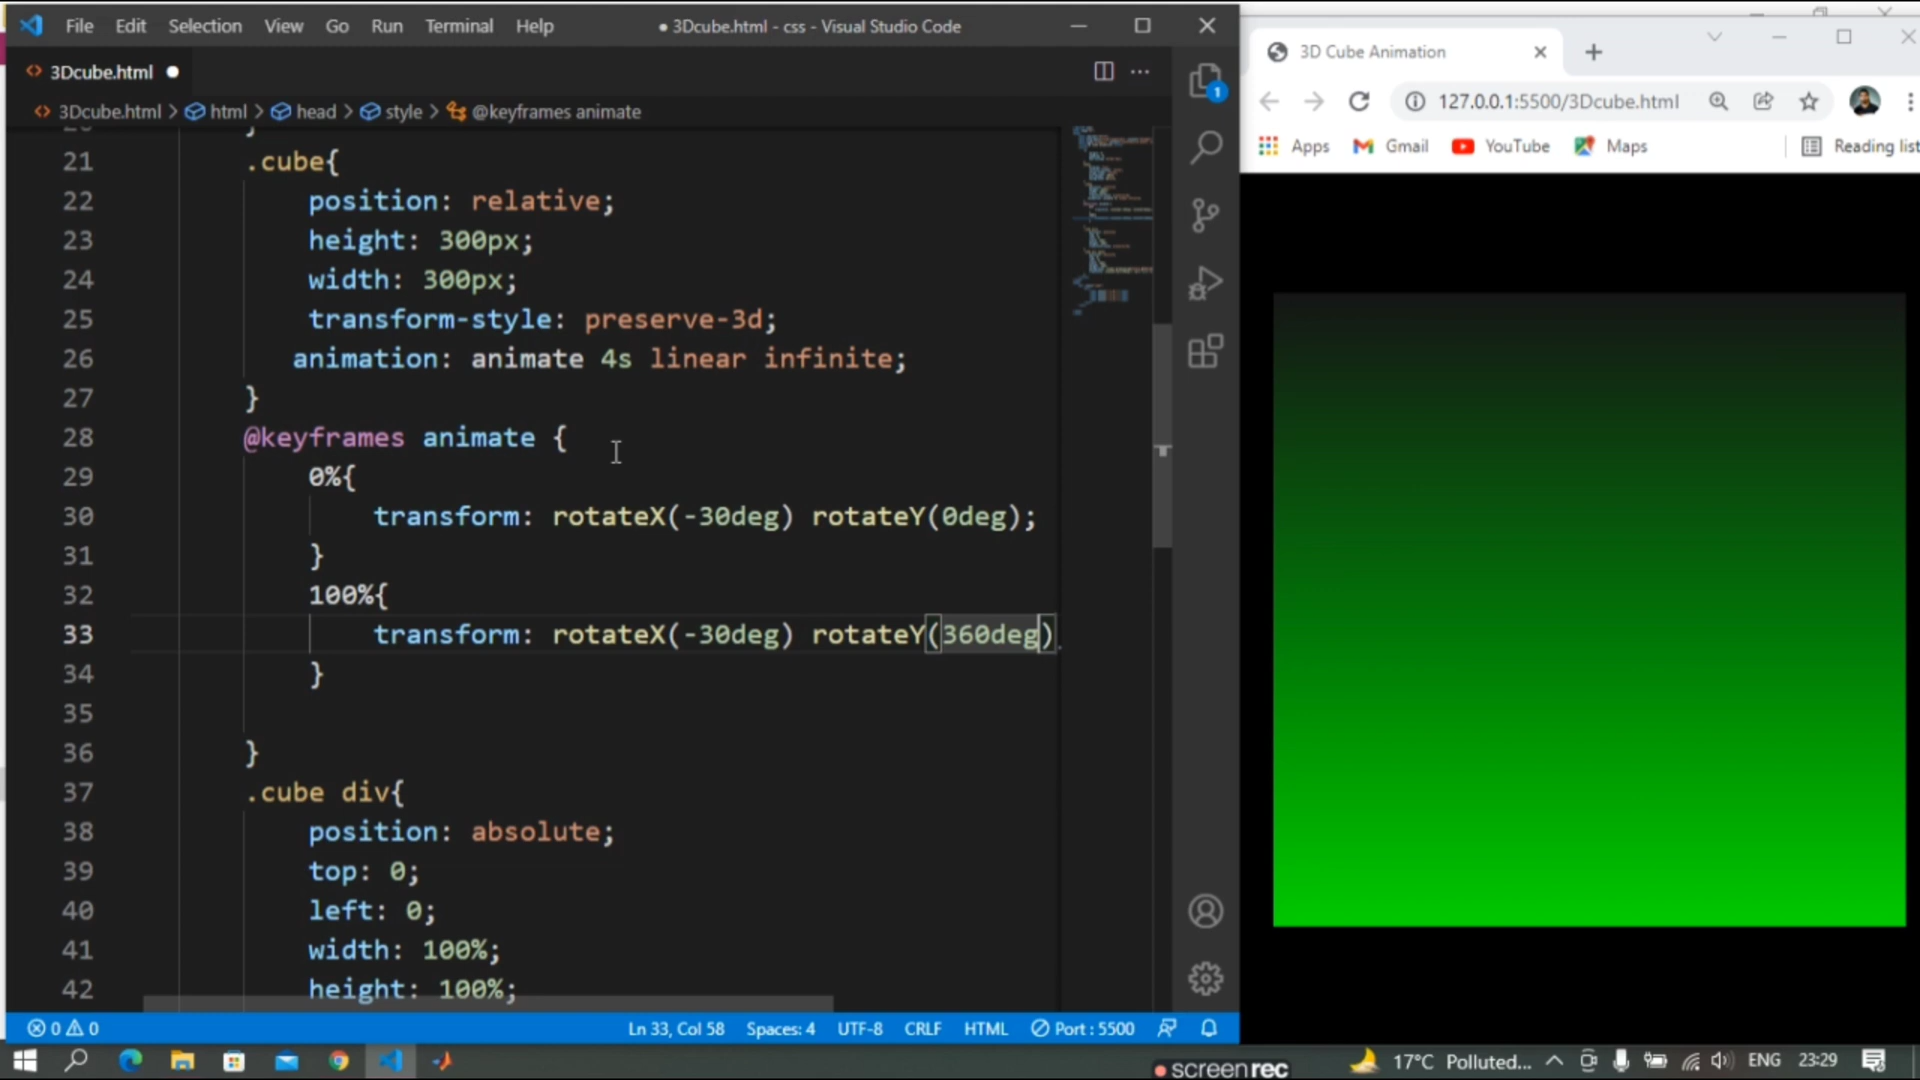 File Edit Selection View Go Run Terminal Help ● 3Dcube.html - css - Visual Studio Code
3Dcube.html
3Dcube.html > html > head > style > @keyframes animate
21 .cube{
22 position: relative;
23 height: 300px;
24 width: 300px;
25 transform-style: preserve-3d;
26 animation: animate 4s linear infinite;
27 }
28 @keyframes animate {
29 0%{
30 transform: rotateX(-30deg) rotateY(0deg);
31 }
32 100%{
33 transform: rotateX(-30deg) rotateY(360deg)
34 }
35
36 }
37 .cube div{
38 position: absolute;
39 top: 0;
40 left: 0;
41 width: 100%;
42 height: 100%;
1
0 0 Ln 33, Col 58 Spaces: 4 UTF-8 CRLF HTML Port : 5500
3D Cube Animation
127.0.0.1:5500/3Dcube.html
Apps Gmail YouTube Maps Reading list
screenrec
17°C Polluted... ENG 23:29